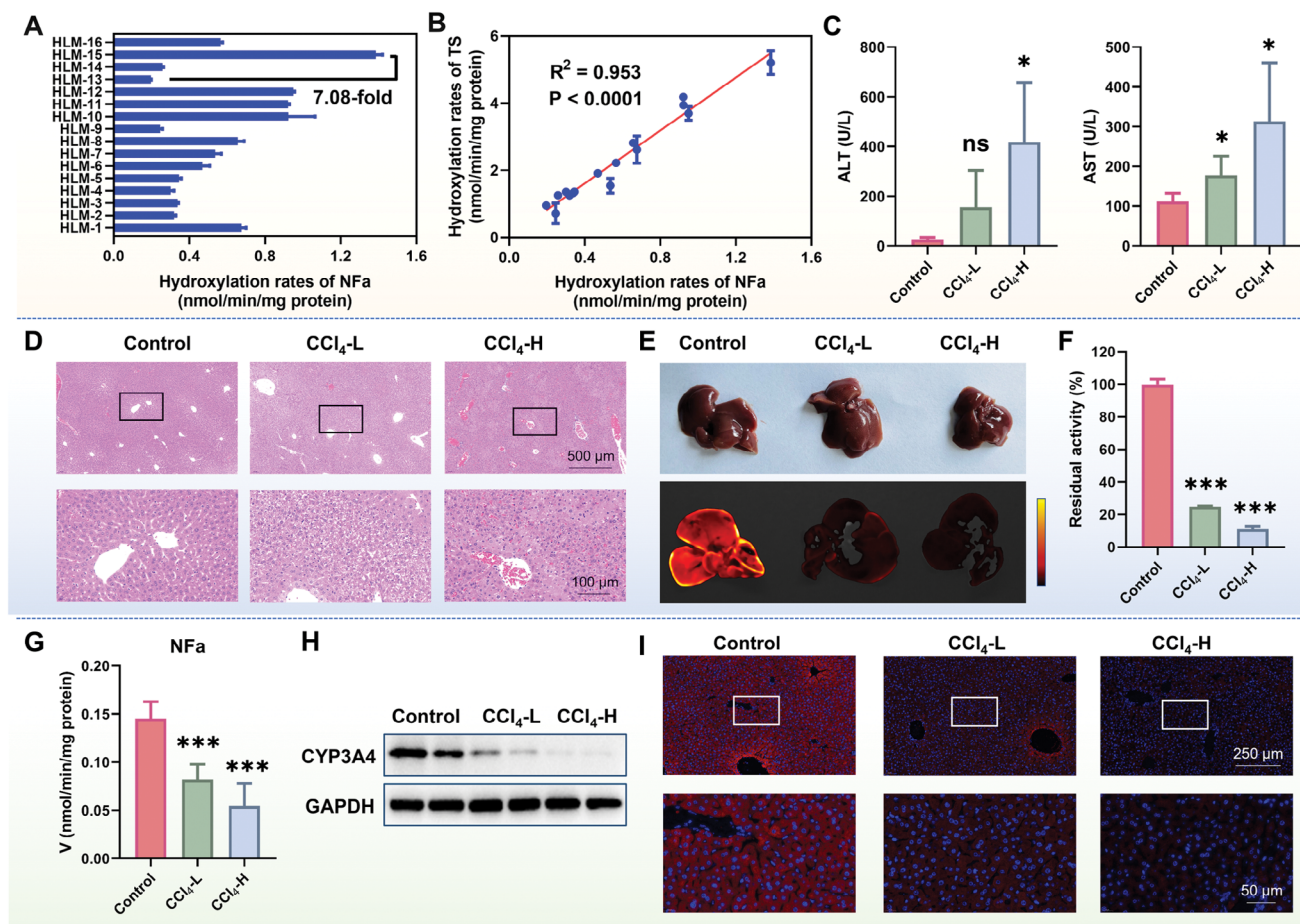 A
HLM-16
HLM-15
HLM-14
HLM-13
HLM-12
HLM-11
HLM-10
HLM-9
HLM-8
HLM-7
HLM-6
HLM-5
HLM-4
HLM-3
HLM-2
HLM-1
7.08-fold
0.0 0.4 0.8 1.2 1.6
Hydroxylation rates of NFa
(nmol/min/mg protein)
B
Hydroxylation rates of TS
(nmol/min/mg protein)
6
4
2
0
R² = 0.953
P < 0.0001
0.0 0.4 0.8 1.2 1.6
Hydroxylation rates of NFa
(nmol/min/mg protein)
C
ALT (U/L)
800
600
400
200
0
ns
*
Control
CCl₄-L
CCl₄-H
AST (U/L)
500
400
300
200
100
0
*
*
Control
CCl₄-L
CCl₄-H
D
Control
CCl₄-L
CCl₄-H
500 µm
100 µm
E
Control
CCl₄-L
CCl₄-H
F
Residual activity (%)
120
100
80
60
40
20
0
***
***
Control
CCl₄-L
CCl₄-H
G
NFa
V (nmol/min/mg protein)
0.20
0.15
0.10
0.05
0.00
***
***
Control
CCl₄-L
CCl₄-H
H
Control CCl₄-L CCl₄-H
CYP3A4
GAPDH
I
Control
CCl₄-L
CCl₄-H
250 µm
50 µm